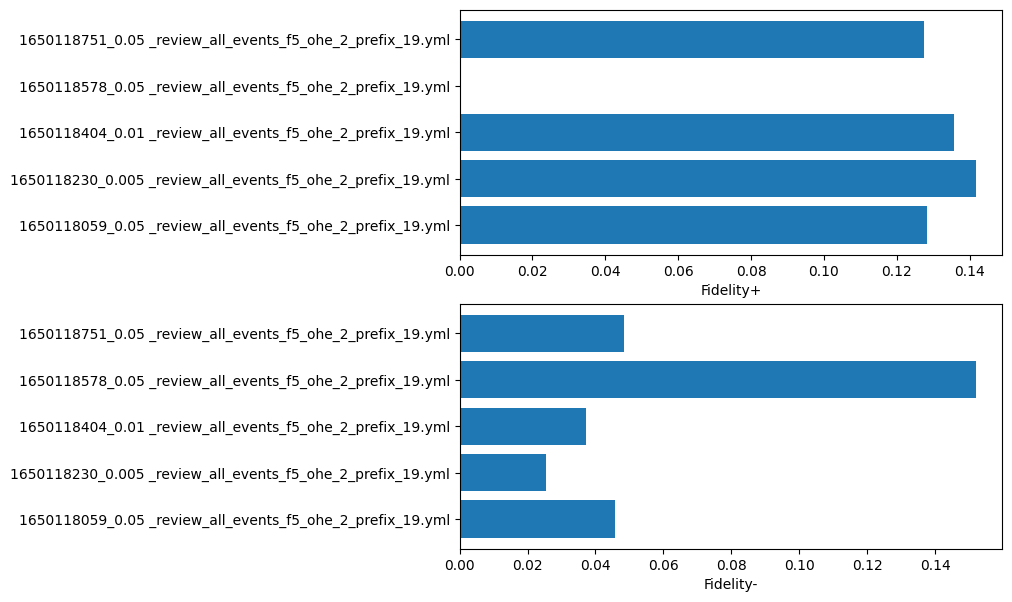 1650118751_0.05 _review_all_events_f5_ohe_2_prefix_19.yml
1650118578_0.05 _review_all_events_f5_ohe_2_prefix_19.yml
1650118404_0.01 _review_all_events_f5_ohe_2_prefix_19.yml
1650118230_0.005 _review_all_events_f5_ohe_2_prefix_19.yml
1650118059_0.05 _review_all_events_f5_ohe_2_prefix_19.yml
0.00 0.02 0.04 0.06 0.08 0.10 0.12 0.14
Fidelity+
1650118751_0.05 _review_all_events_f5_ohe_2_prefix_19.yml
1650118578_0.05 _review_all_events_f5_ohe_2_prefix_19.yml
1650118404_0.01 _review_all_events_f5_ohe_2_prefix_19.yml
1650118230_0.005 _review_all_events_f5_ohe_2_prefix_19.yml
1650118059_0.05 _review_all_events_f5_ohe_2_prefix_19.yml
0.00 0.02 0.04 0.06 0.08 0.10 0.12 0.14
Fidelity-